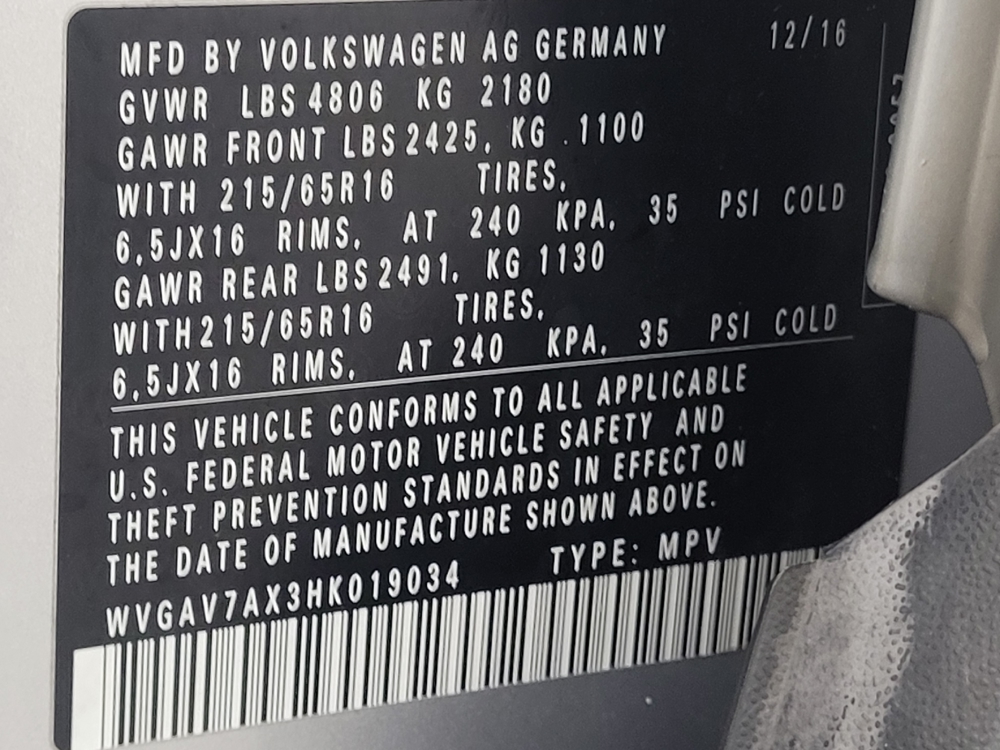 MFD BY VOLKSWAGEN AG GERMANY 12/16
GVWR LBS 4806 KG 2180
GAWR FRONT LBS 2425, KG .1100
WITH 215/65R16 TIRES,
6,5JX16 RIMS, AT 240 KPA, 35 PSI COLD
GAWR REAR LBS 2491, KG 1130
WITH 215/65R16 TIRES,
6,5JX16 RIMS, AT 240 KPA, 35 PSI COLD
THIS VEHICLE CONFORMS TO ALL APPLICABLE
U.S. FEDERAL MOTOR VEHICLE SAFETY AND
THEFT PREVENTION STANDARDS IN EFFECT ON
THE DATE OF MANUFACTURE SHOWN ABOVE.
WVGAV7AX3HK019034 TYPE: MPV